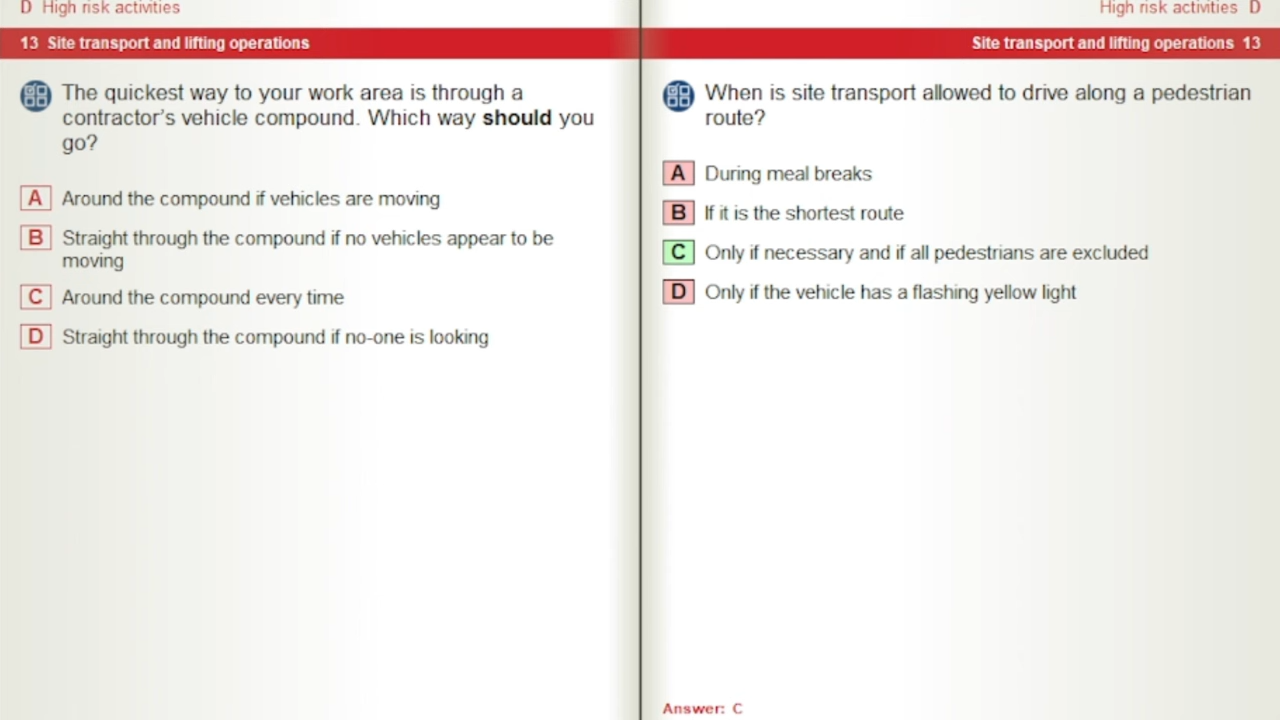 D High risk activities
13 Site transport and lifting operations
The quickest way to your work area is through a
contractor's vehicle compound. Which way should you
go?
A Around the compound if vehicles are moving
B Straight through the compound if no vehicles appear to be
moving
C Around the compound every time
D Straight through the compound if no-one is looking
High risk activities D
Site transport and lifting operations 13
When is site transport allowed to drive along a pedestrian
route?
A During meal breaks
B If it is the shortest route
C Only if necessary and if all pedestrians are excluded
D Only if the vehicle has a flashing yellow light
Answer: C